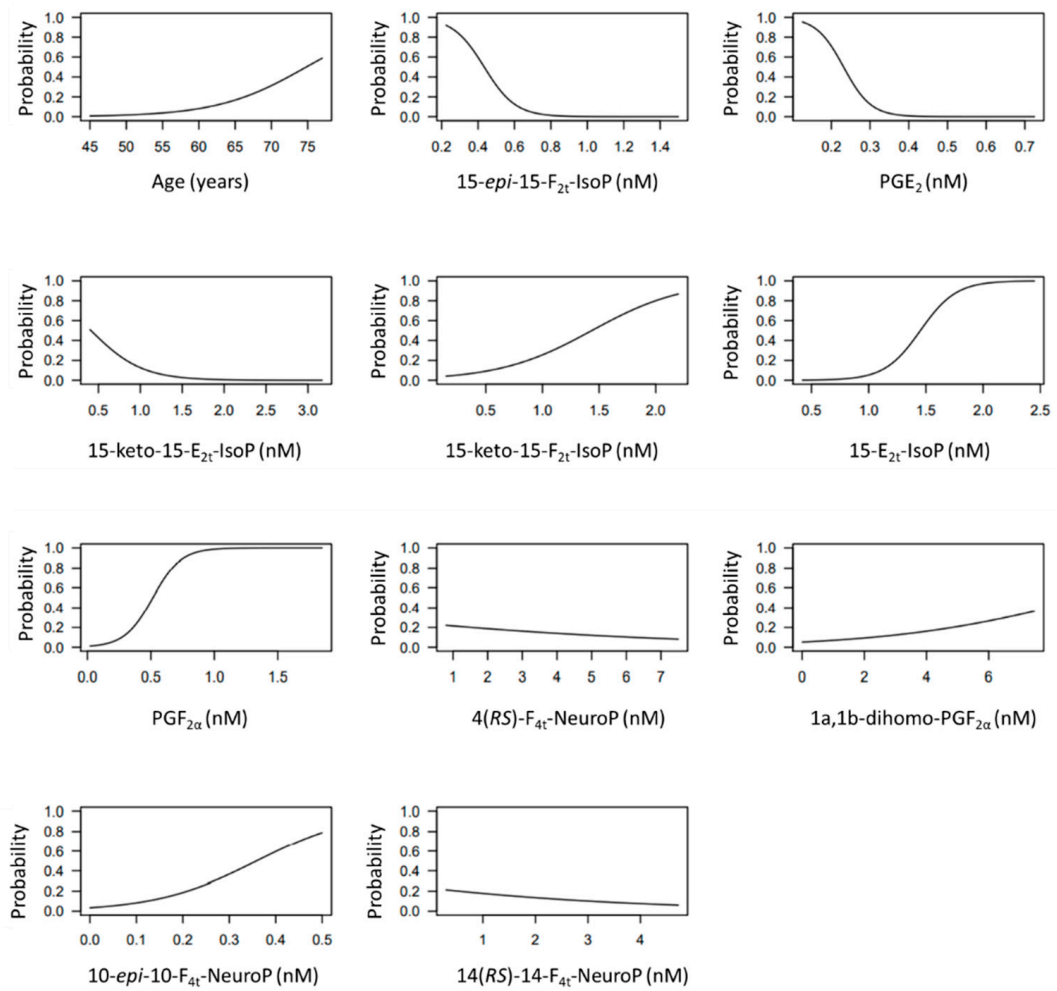 Probability
1.0
0.8
0.6
0.4
0.2
0.0
45 50 55 60 65 70 75
Age (years)
Probability
1.0
0.8
0.6
0.4
0.2
0.0
0.2 0.4 0.6 0.8 1.0 1.2 1.4
15-epi-15-F2t-IsoP (nM)
Probability
1.0
0.8
0.6
0.4
0.2
0.0
0.2 0.3 0.4 0.5 0.6 0.7
PGE2 (nM)
Probability
1.0
0.8
0.6
0.4
0.2
0.0
0.5 1.0 1.5 2.0 2.5 3.0
15-keto-15-E2t-IsoP (nM)
Probability
1.0
0.8
0.6
0.4
0.2
0.0
0.5 1.0 1.5 2.0
15-keto-15-F2t-IsoP (nM)
Probability
1.0
0.8
0.6
0.4
0.2
0.0
0.5 1.0 1.5 2.0 2.5
15-E2t-IsoP (nM)
Probability
1.0
0.8
0.6
0.4
0.2
0.0
0.0 0.5 1.0 1.5
PGF2α (nM)
Probability
1.0
0.8
0.6
0.4
0.2
0.0
1 2 3 4 5 6 7
4(RS)-F4t-NeuroP (nM)
Probability
1.0
0.8
0.6
0.4
0.2
0.0
0 2 4 6
1a,1b-dihomo-PGF2α (nM)
Probability
1.0
0.8
0.6
0.4
0.2
0.0
0.0 0.1 0.2 0.3 0.4 0.5
10-epi-10-F4t-NeuroP (nM)
Probability
1.0
0.8
0.6
0.4
0.2
0.0
1 2 3 4
14(RS)-14-F4t-NeuroP (nM)